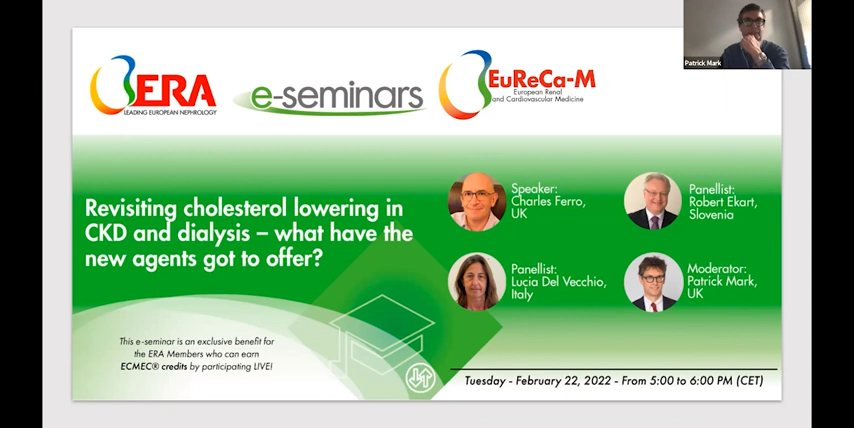 Patrick Mark
ERA
LEADING EUROPEAN NEPHROLOGY
e-seminars
EuReCa-M
European Renal
and Cardiovascular Medicine
Revisiting cholesterol lowering in
CKD and dialysis – what have the
new agents got to offer?
Speaker:
Charles Ferro,
UK
Panellist:
Robert Ekart,
Slovenia
Panellist:
Lucia Del Vecchio,
Italy
Moderator:
Patrick Mark,
UK
This e-seminar is an exclusive benefit for
the ERA Members who can earn
ECMEC® credits by participating LIVE!
Tuesday - February 22, 2022 - From 5:00 to 6:00 PM (CET)